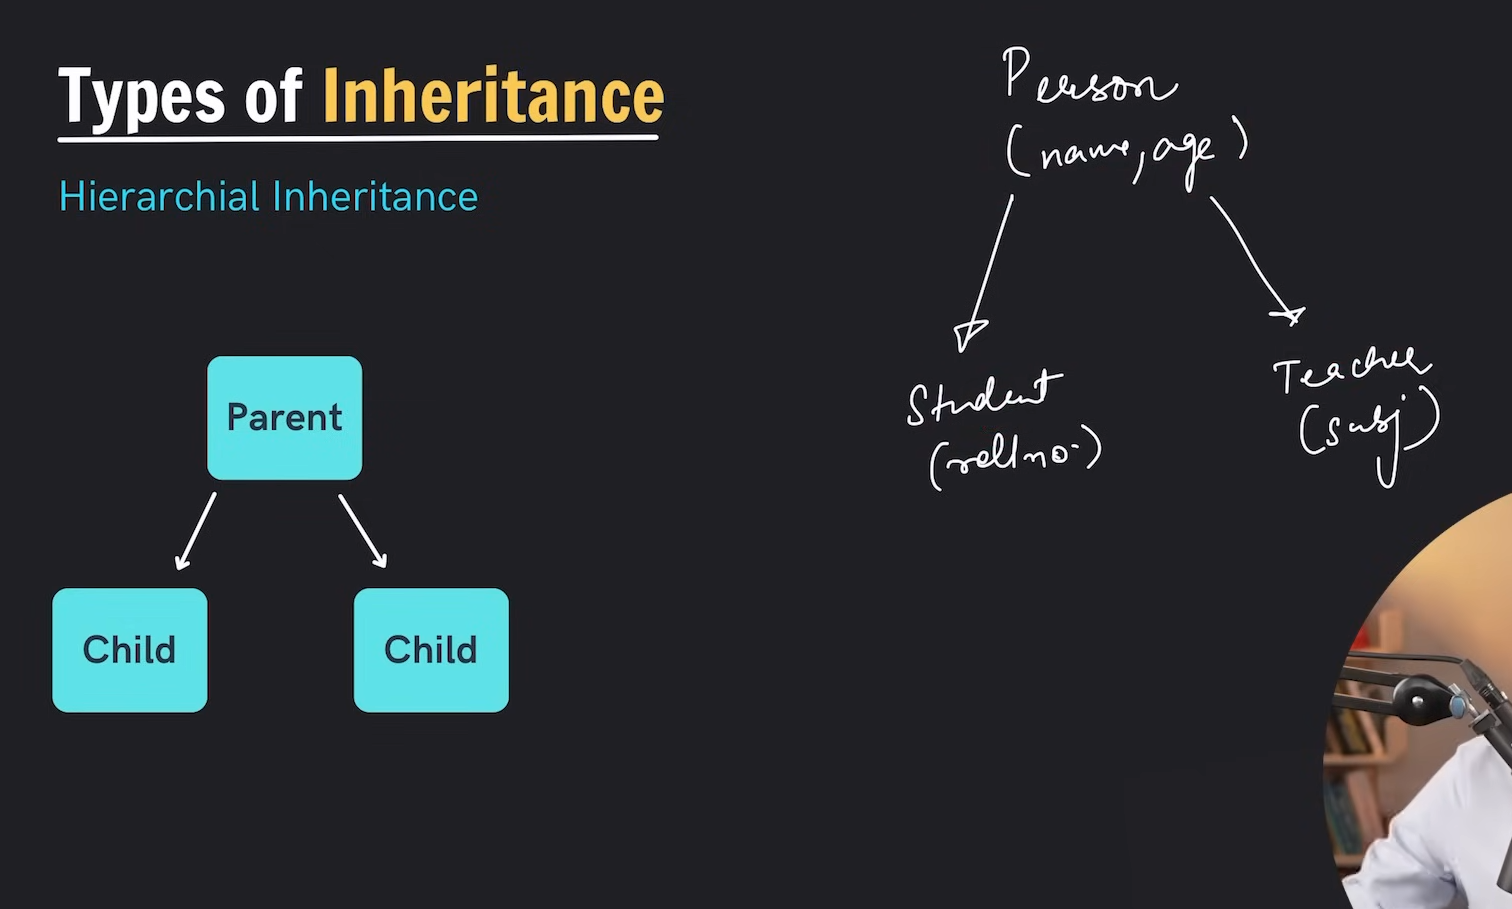 Types of Inheritance
Hierarchial Inheritance
Parent
Child Child
Person
(name, age)
Student
(rollno.)
Teacher
(subj)